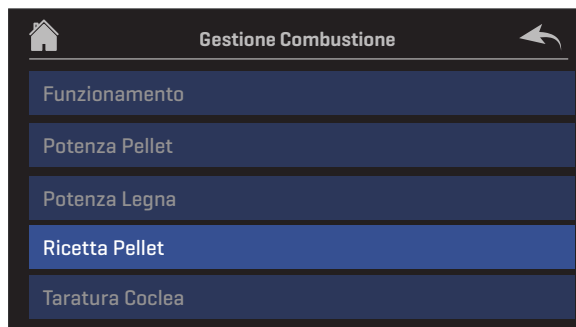 Gestione Combustione
Funzionamento
Potenza Pellet
Potenza Legna
Ricetta Pellet
Taratura Coclea